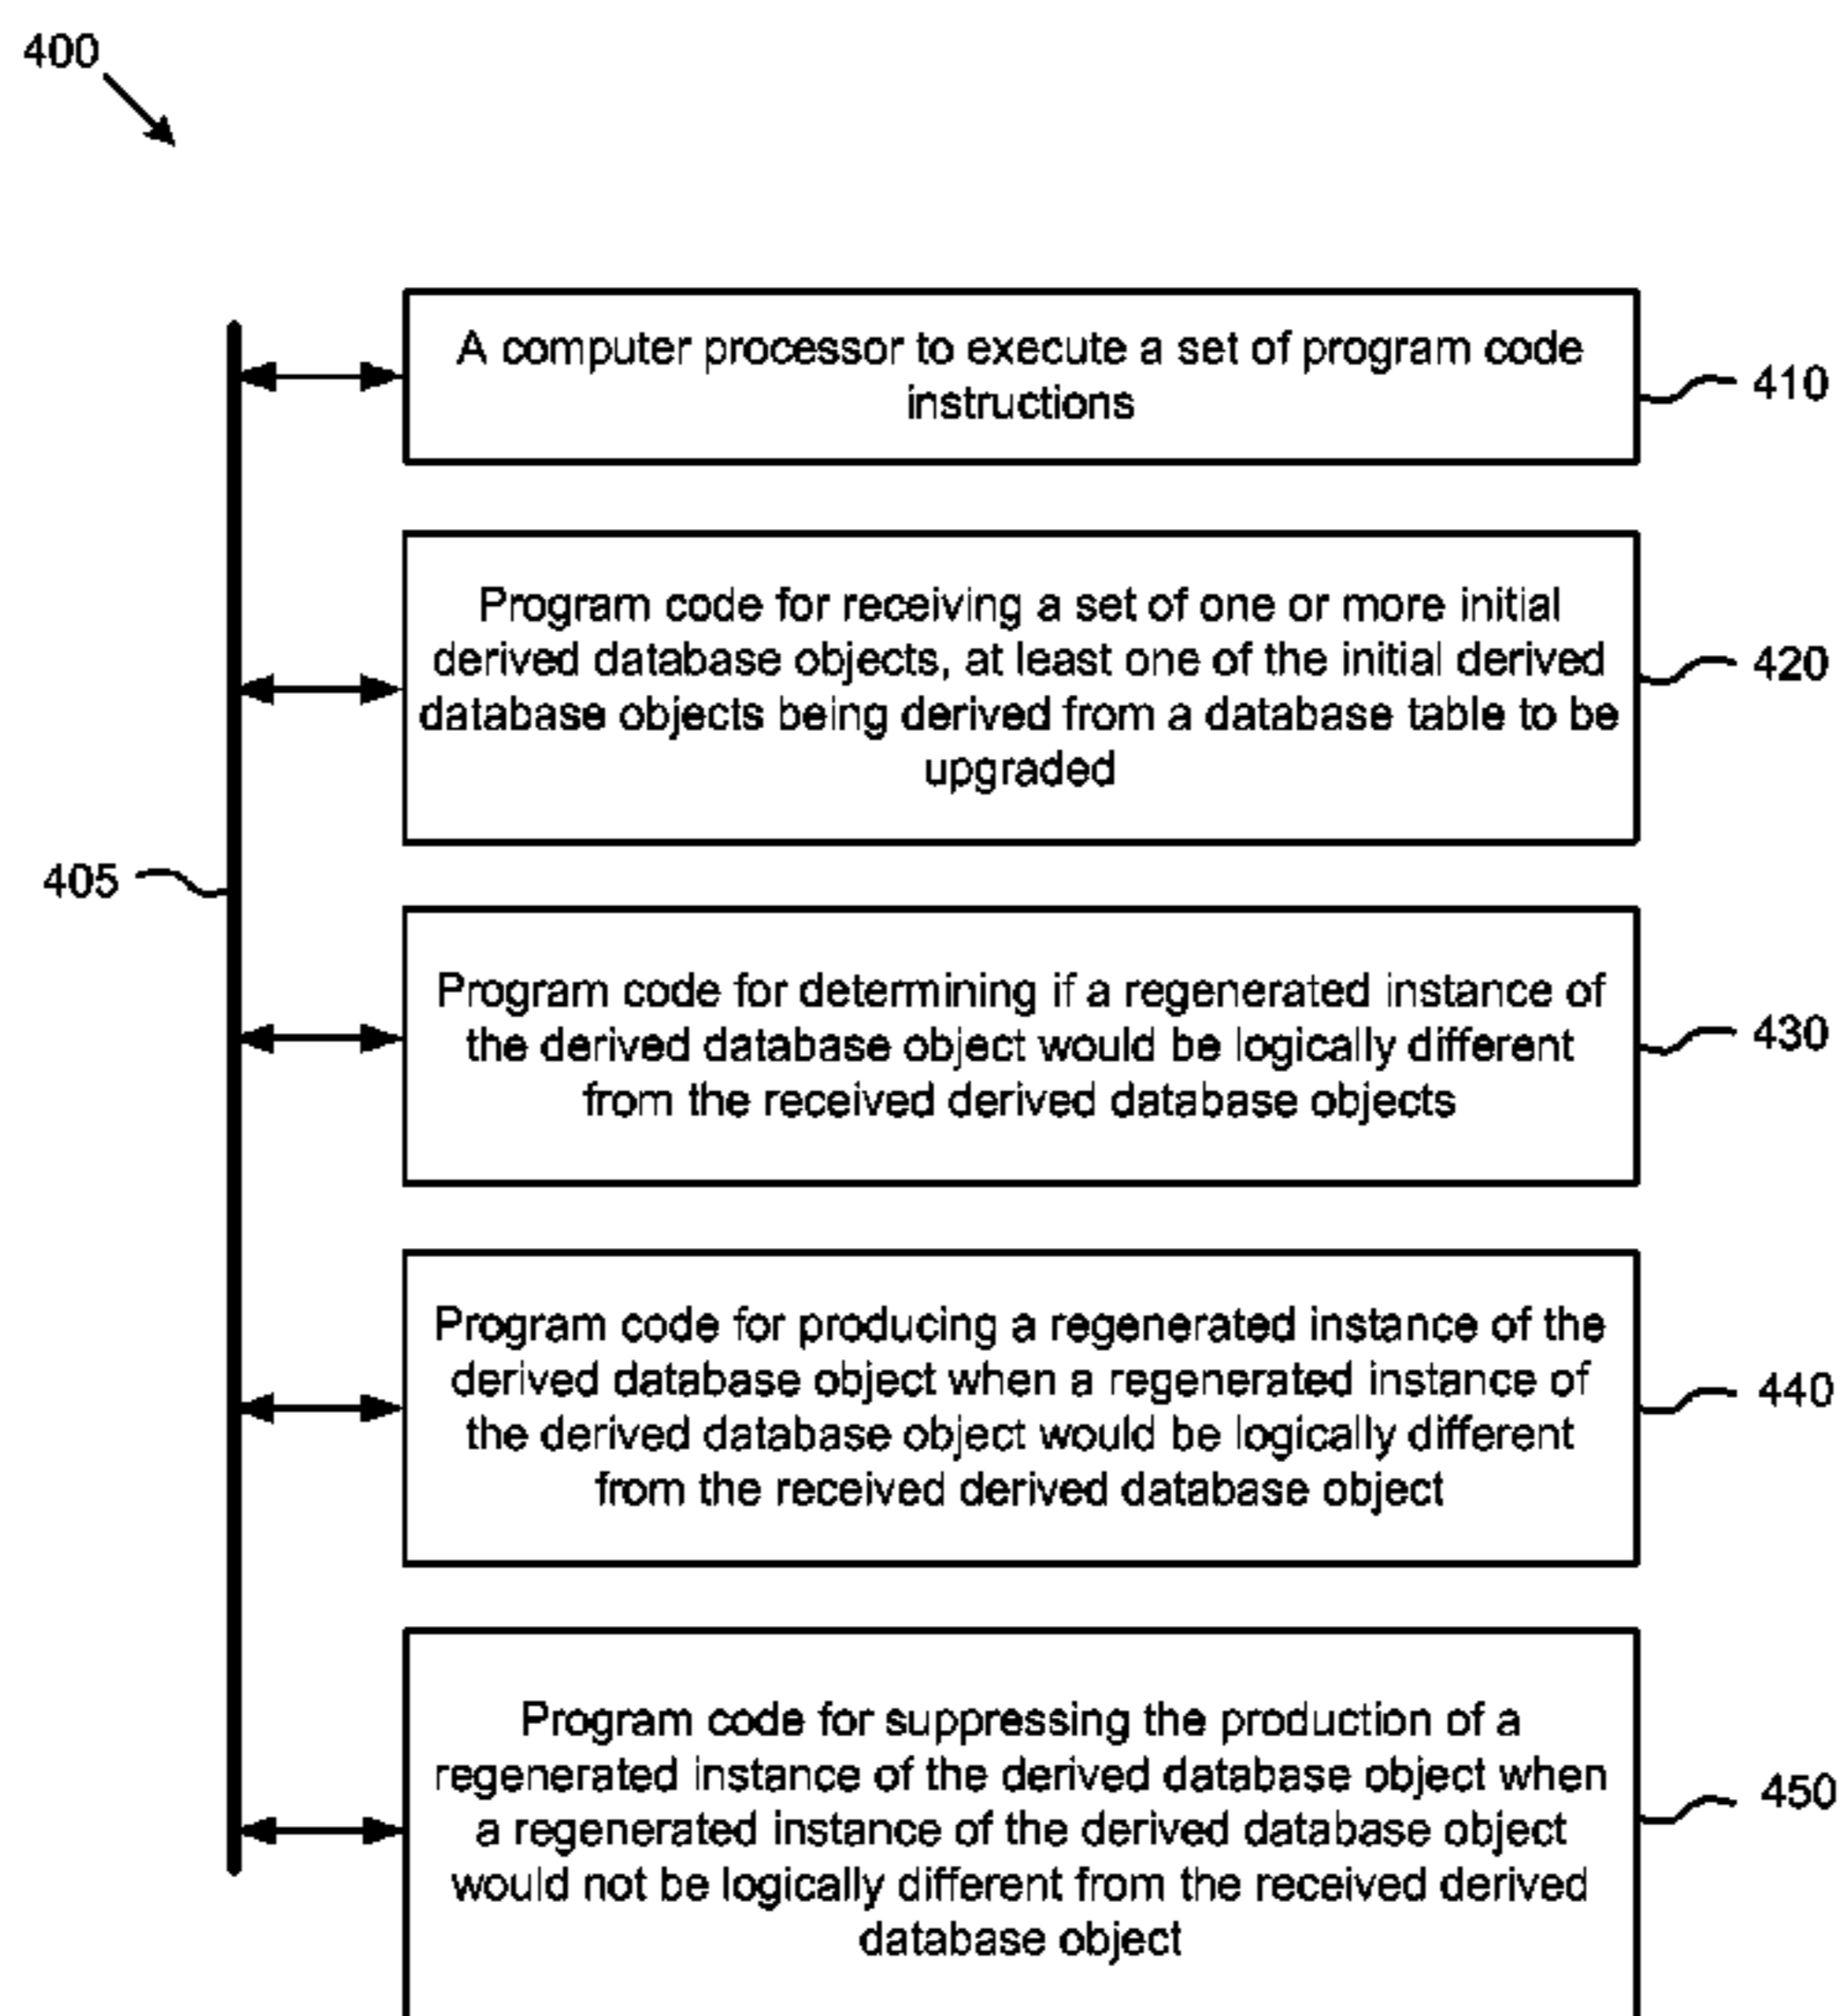 400
A computer processor to execute a set of program code
instructions
410
Program code for receiving a set of one or more initial
derived database objects, at least one of the initial derived
database objects being derived from a database table to be
upgraded
420
405
Program code for determining if a regenerated instance of
the derived database object would be logically different
from the received derived database objects
430
Program code for producing a regenerated instance of the
derived database object when a regenerated instance of
the derived database object would be logically different
from the received derived database object
440
Program code for suppressing the production of a
regenerated instance of the derived database object when
a regenerated instance of the derived database object
would not be logically different from the received derived
database object
450